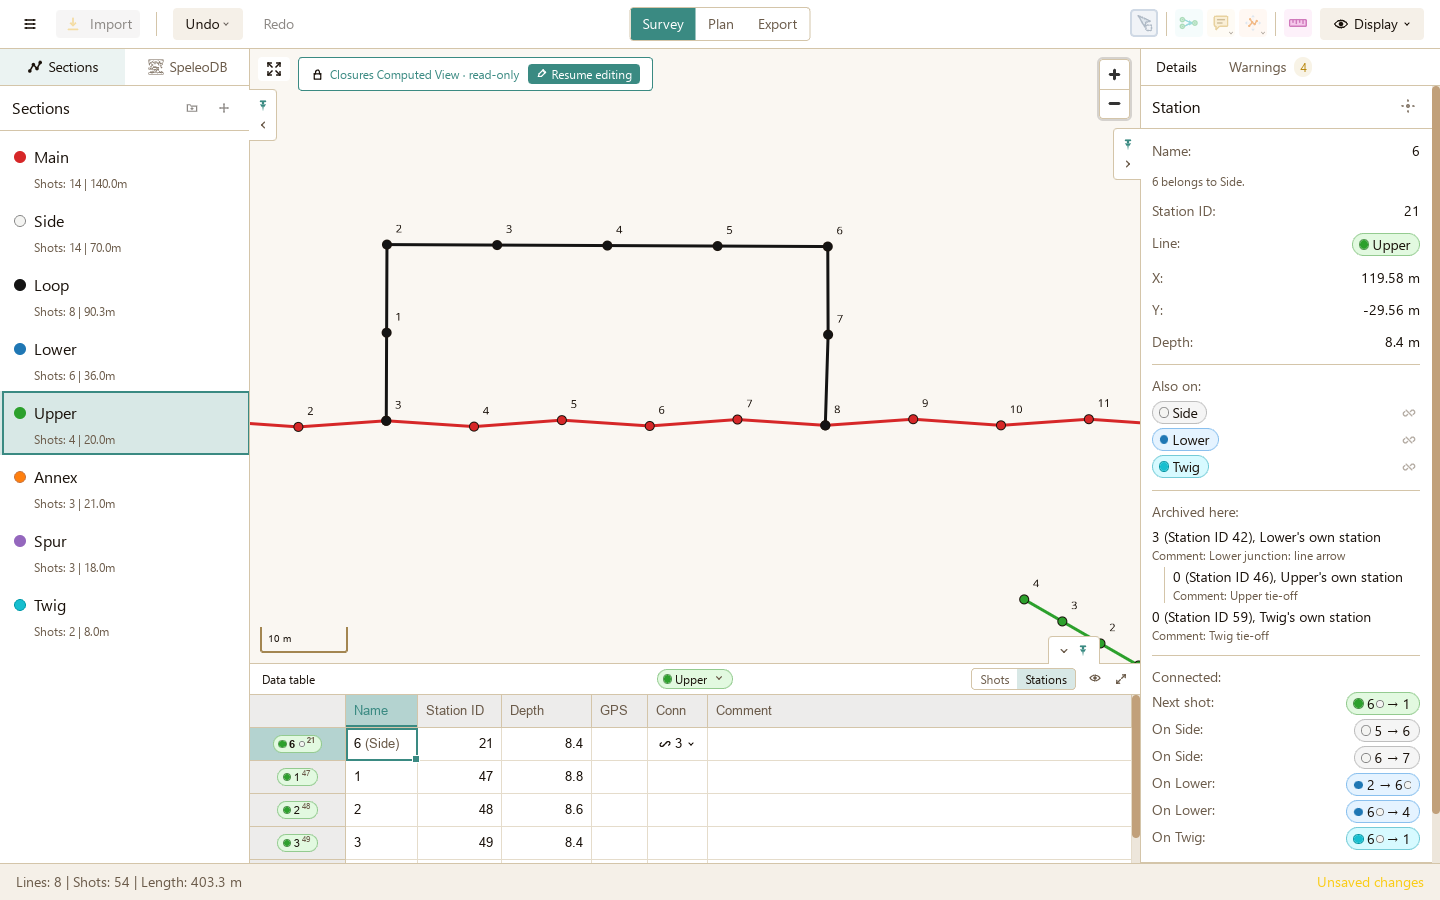 Import
Undo
Redo
Survey
Plan
Export
Display
Sections
SpeleoDB
Sections
Main
Shots: 14 | 140.0m
Side
Shots: 14 | 70.0m
Loop
Shots: 8 | 90.3m
Lower
Shots: 6 | 36.0m
Upper
Shots: 4 | 20.0m
Annex
Shots: 3 | 21.0m
Spur
Shots: 3 | 18.0m
Twig
Shots: 2 | 8.0m
Closures Computed View · read-only
Resume editing
2 3 4 5 6
1 7
2 3 4 5 6 7 8 9 10 11
4
3
2
10 m
Data table
Upper
Shots
Stations
Name Station ID Depth GPS Conn Comment
6 21 6 (Side) 21 8.4 3
1 47 1 47 8.8
2 48 2 48 8.6
3 49 3 49 8.4
Details
Warnings 4
Station
Name: 6
6 belongs to Side.
Station ID: 21
Line: Upper
X: 119.58 m
Y: -29.56 m
Depth: 8.4 m
Also on:
Side
Lower
Twig
Archived here:
3 (Station ID 42), Lower's own station
Comment: Lower junction: line arrow
0 (Station ID 46), Upper's own station
Comment: Upper tie-off
0 (Station ID 59), Twig's own station
Comment: Twig tie-off
Connected:
Next shot: 6 → 1
On Side: 5 → 6
On Side: 6 → 7
On Lower: 2 → 6
On Lower: 6 → 4
On Twig: 6 → 1
Lines: 8 | Shots: 54 | Length: 403.3 m
Unsaved changes